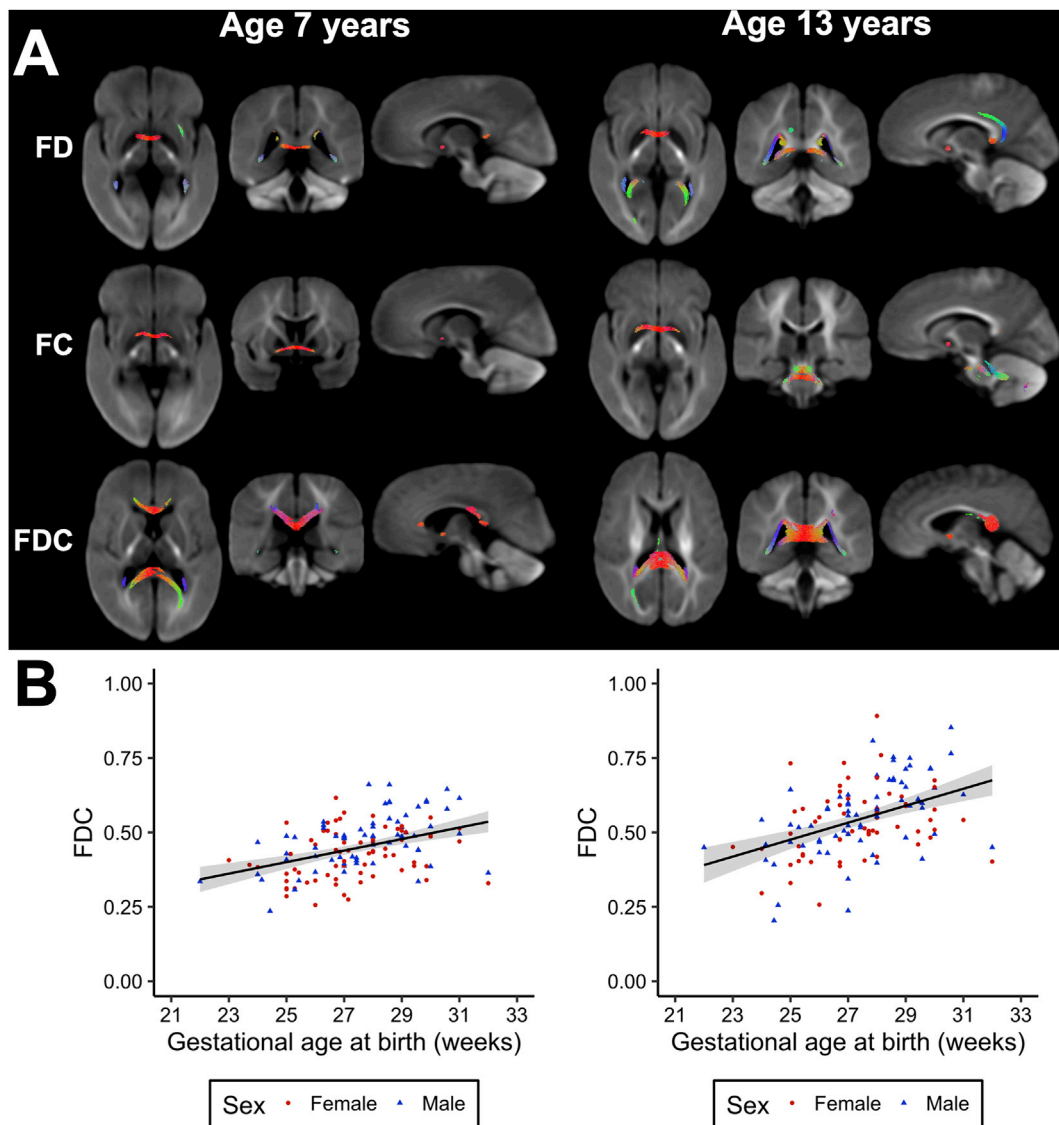 A
Age 7 years
Age 13 years
FD
FC
FDC
B
1.00
0.75
0.50
0.25
0.00
FDC
21 23 25 27 29 31 33
Gestational age at birth (weeks)
Sex Female Male
1.00
0.75
0.50
0.25
0.00
FDC
21 23 25 27 29 31 33
Gestational age at birth (weeks)
Sex Female Male